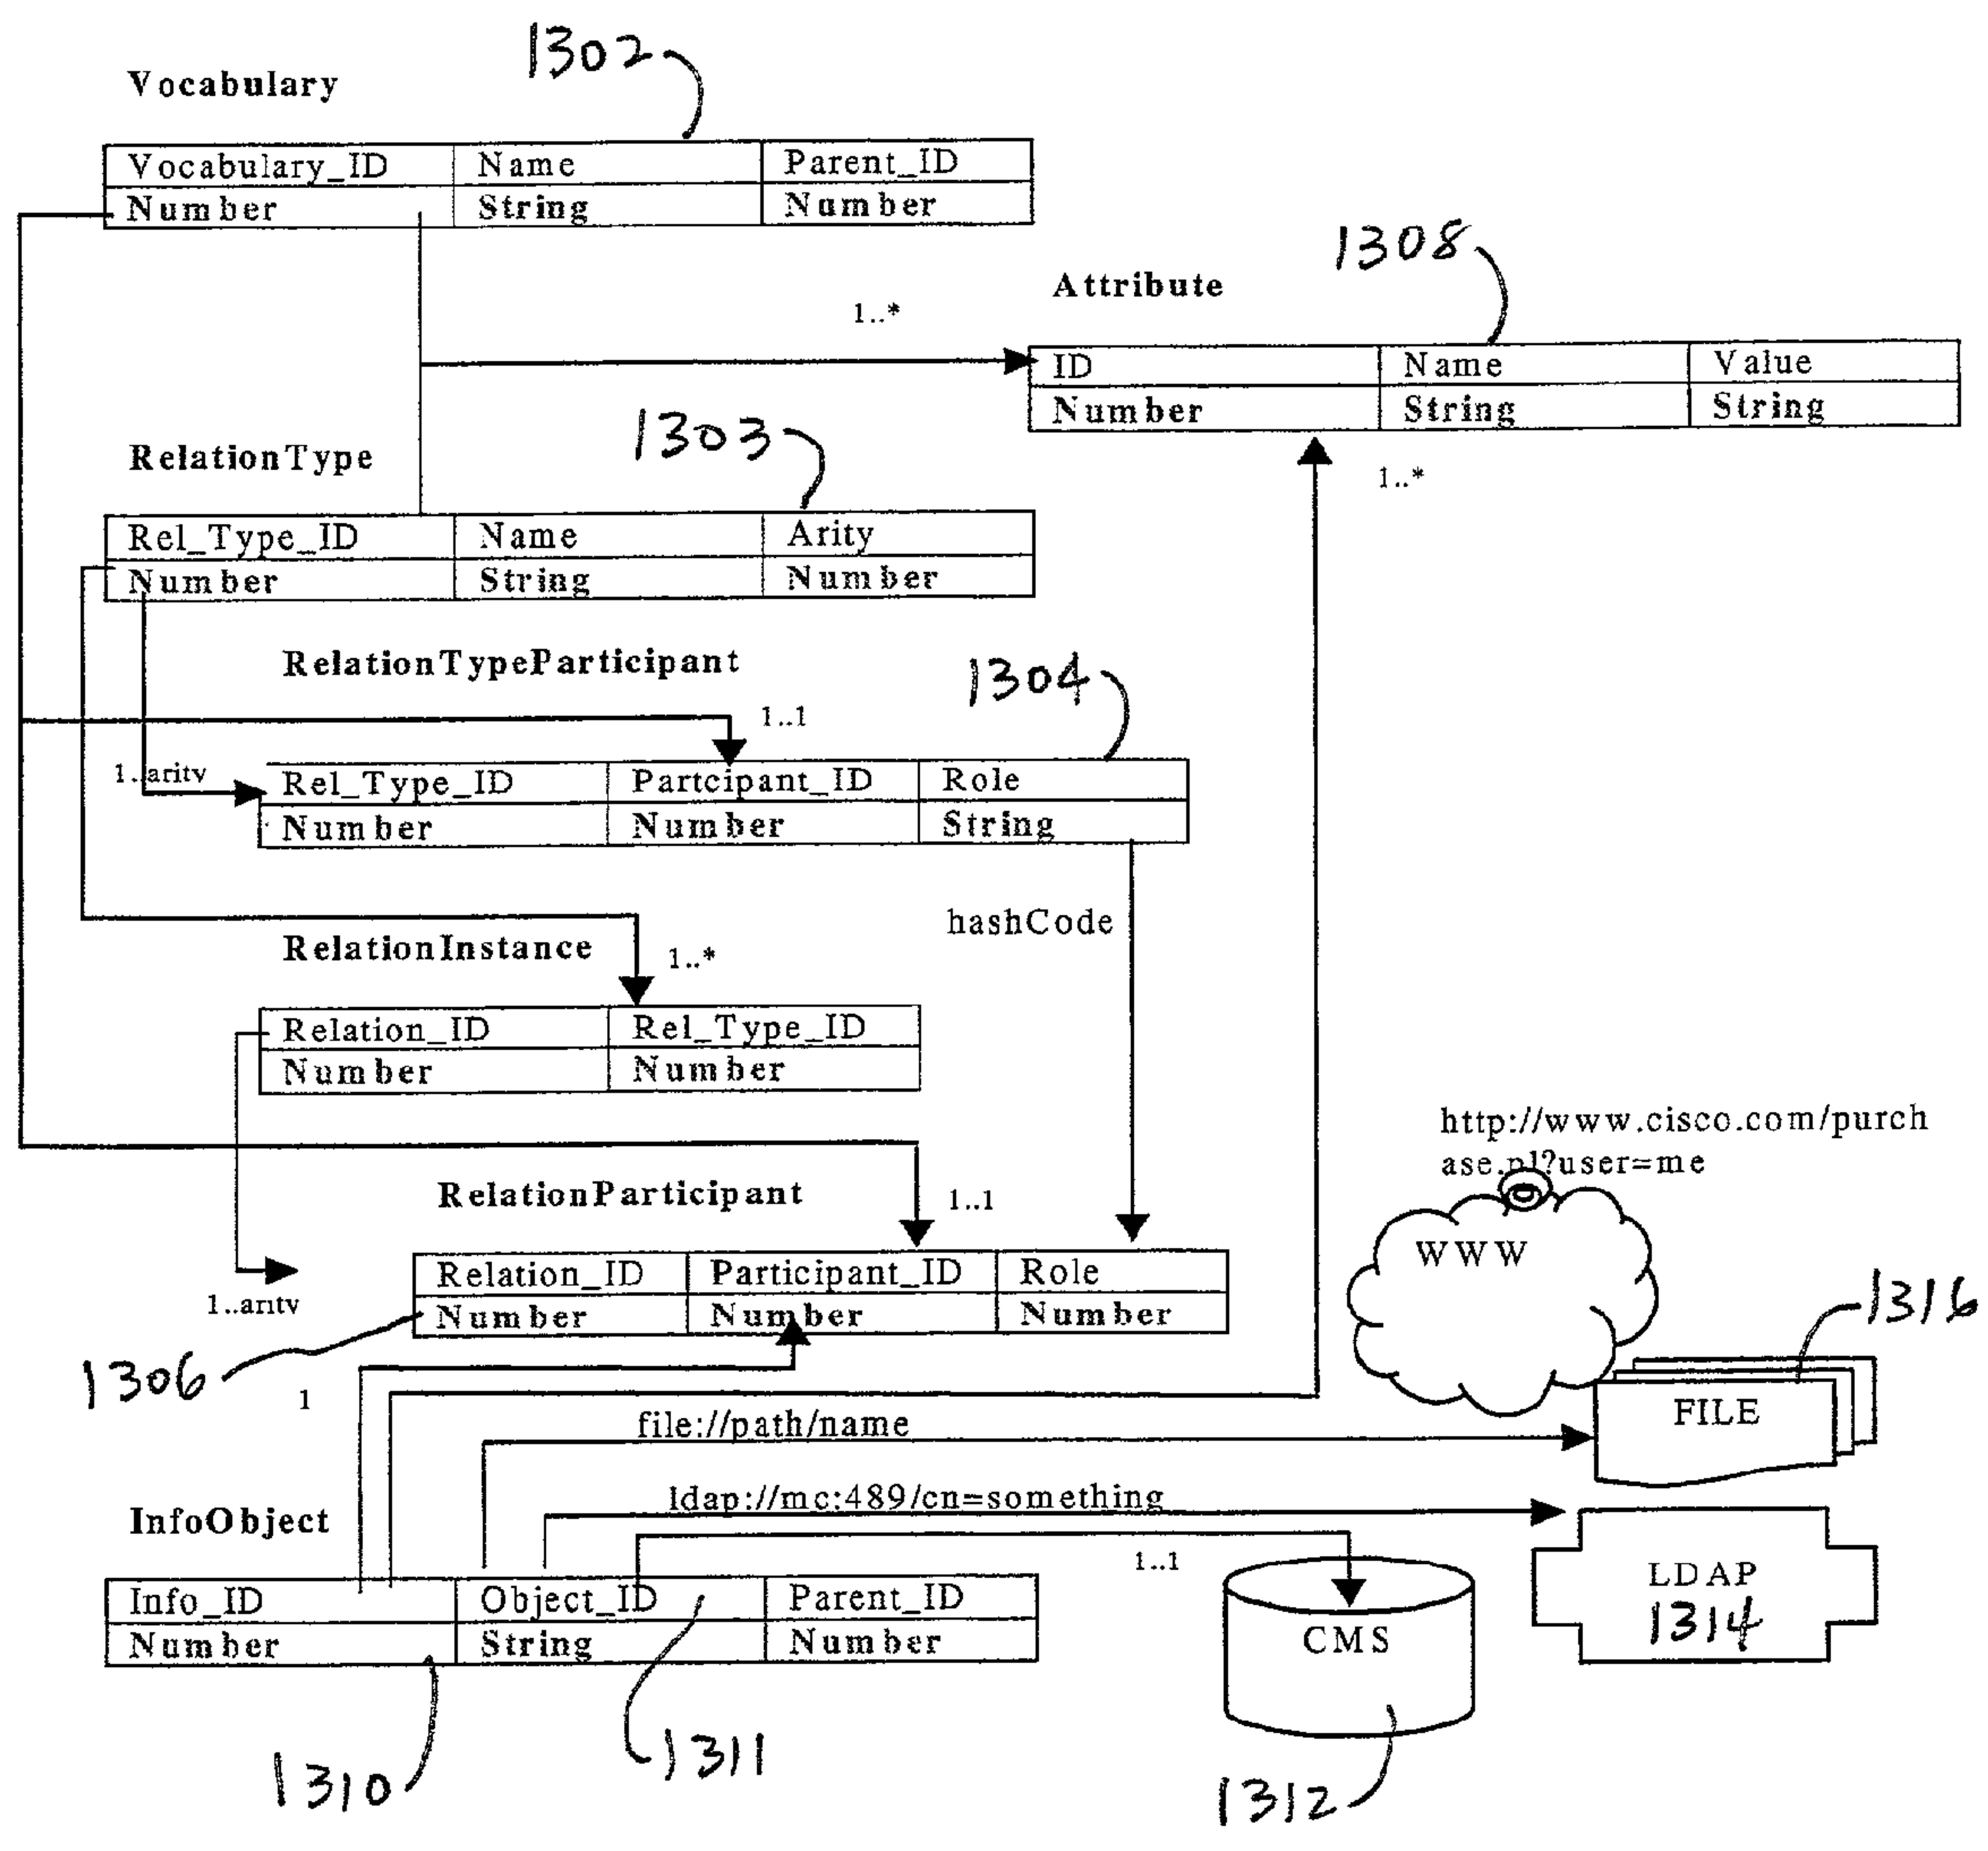 1302
Vocabulary
Vocabulary_ID Name Parent_ID
Number String Number
1308
Attribute
1..*
ID Name Value
Number String String
1303
RelationType
1..*
Rel_Type_ID Name Arity
Number String Number
RelationTypeParticipant
1304
1..1
1..arity
Rel_Type_ID Partcipant_ID Role
Number Number String
hashCode
RelationInstance
1..*
Relation_ID Rel_Type_ID
Number Number
http://www.cisco.com/purch
ase.pl?user=me
RelationParticipant
1..1
WWW
Relation_ID Participant_ID Role
Number Number Number
1..arity
1316
1306
1
file://path/name
FILE
ldap://mc:489/cn=something
InfoObject
1..1
LDAP
1314
Info_ID Object_ID Parent_ID
Number String Number
CMS
1310
1311
1312